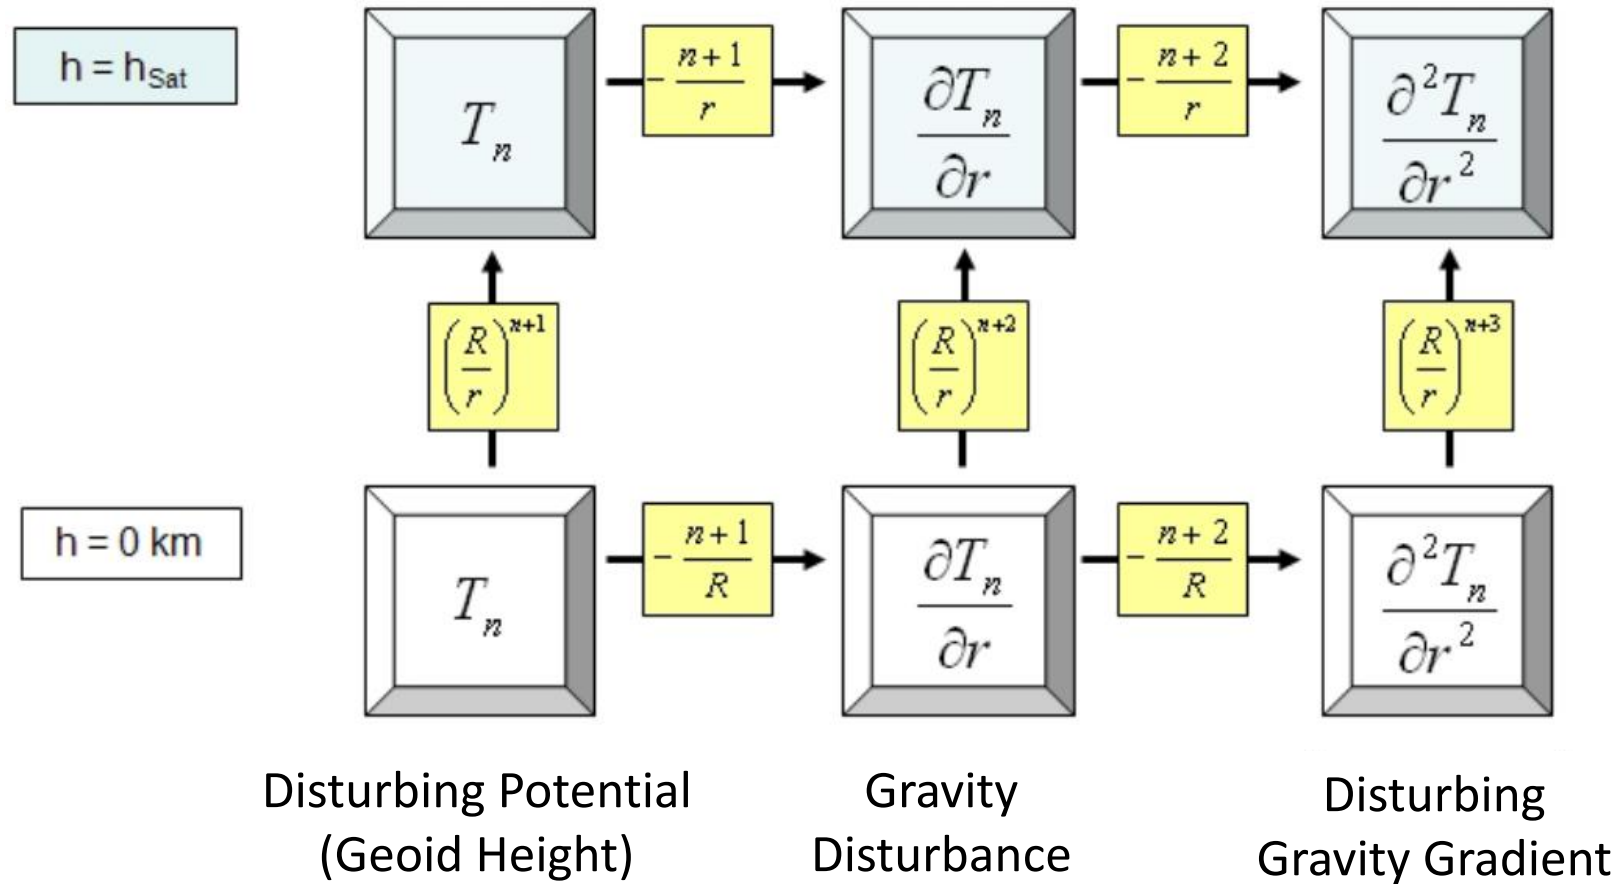 h = h_Sat
T_n
− (n + 1)/r
∂T_n/∂r
− (n + 2)/r
∂²T_n/∂r²
(R/r)^(n+1)
(R/r)^(n+2)
(R/r)^(n+3)
h = 0 km
T_n
− (n + 1)/R
∂T_n/∂r
− (n + 2)/R
∂²T_n/∂r²
Disturbing Potential
(Geoid Height)
Gravity
Disturbance
Disturbing
Gravity Gradient